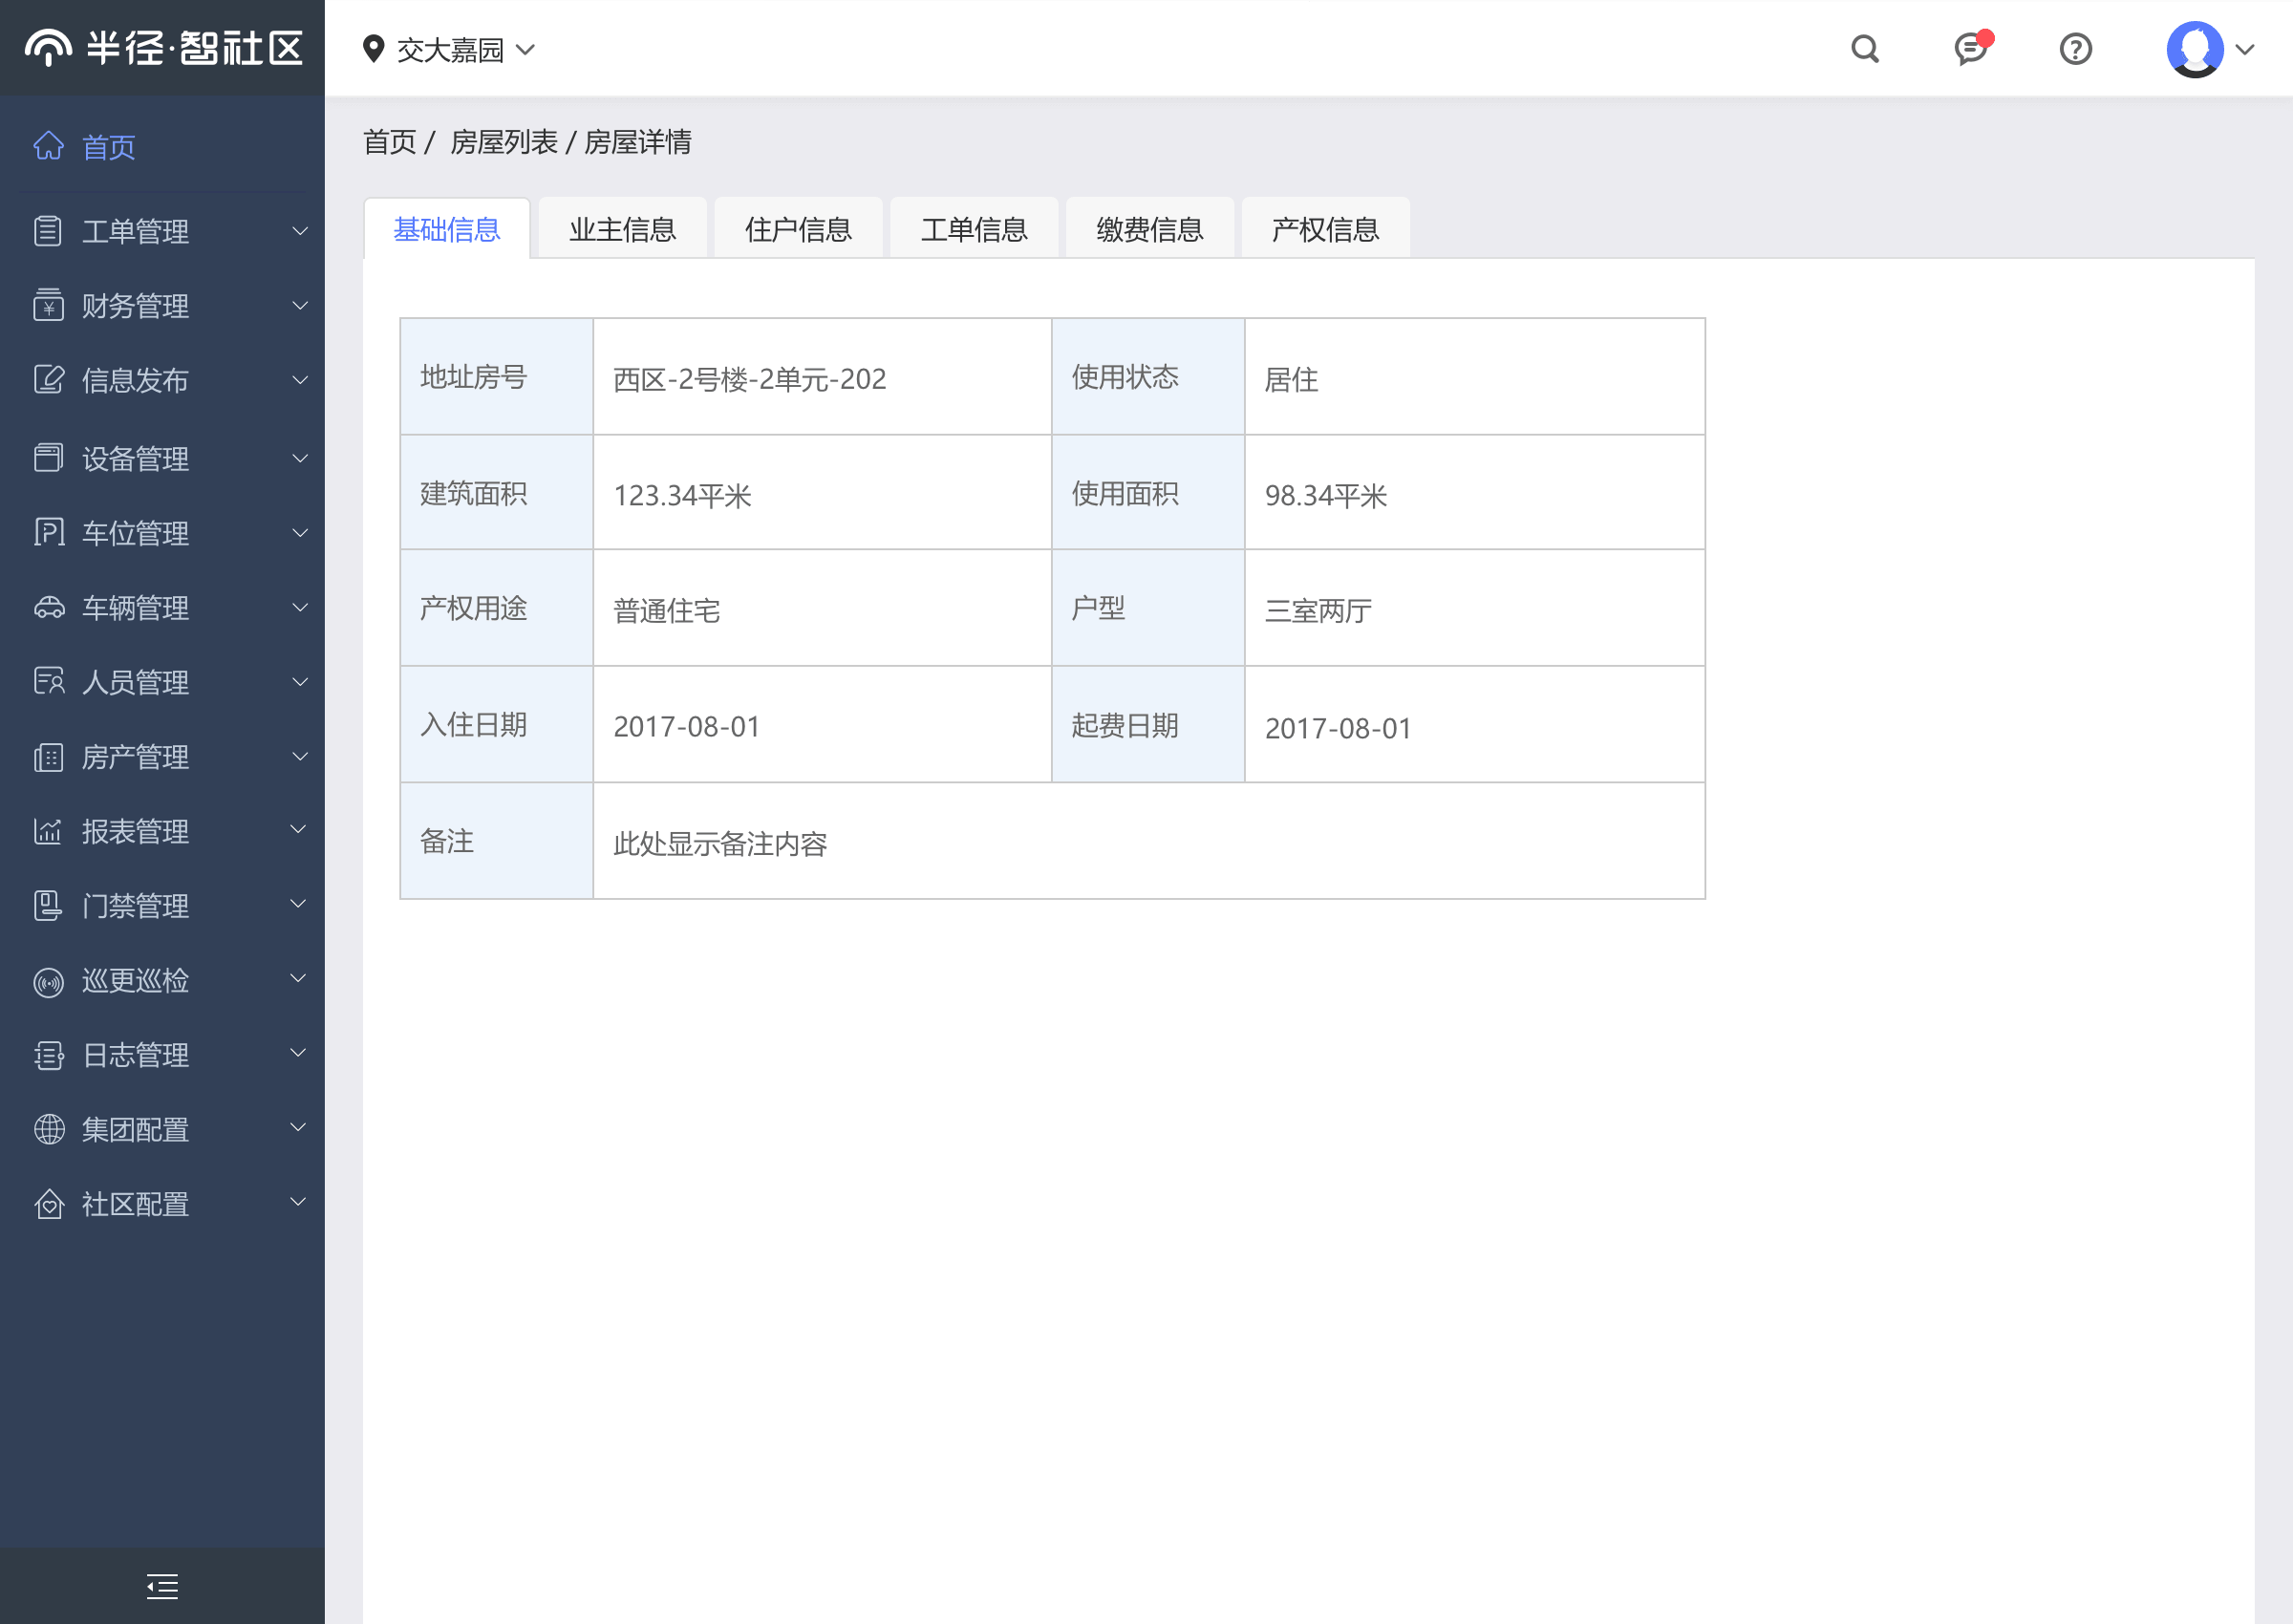 半径·智社区
交大嘉园
首页
工单管理
财务管理
信息发布
设备管理
车位管理
车辆管理
人员管理
房产管理
报表管理
门禁管理
巡更巡检
日志管理
集团配置
社区配置
首页 / 房屋列表 / 房屋详情
基础信息 业主信息 住户信息 工单信息 缴费信息 产权信息
地址房号 西区-2号楼-2单元-202 使用状态 居住
建筑面积 123.34平米 使用面积 98.34平米
产权用途 普通住宅 户型 三室两厅
入住日期 2017-08-01 起费日期 2017-08-01
备注 此处显示备注内容